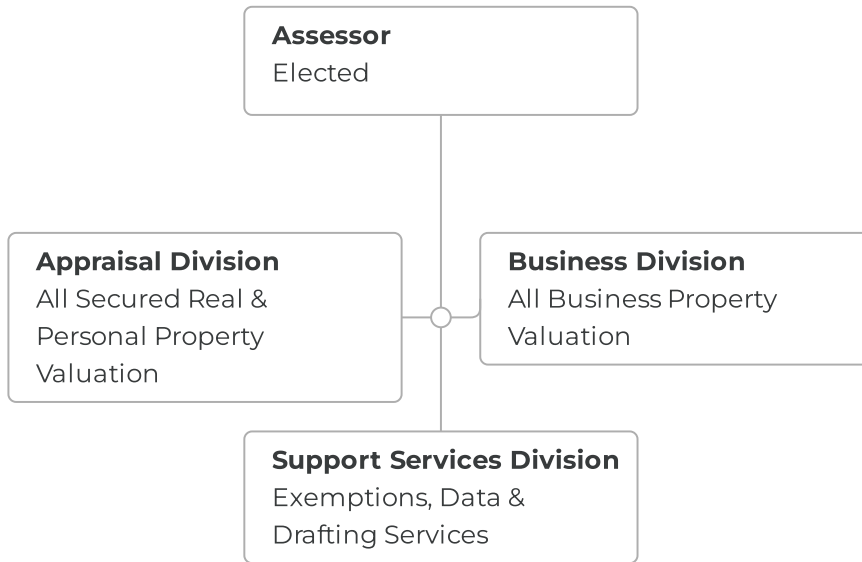 Assessor
Elected
Appraisal Division
All Secured Real &
Personal Property
Valuation
Business Division
All Business Property
Valuation
Support Services Division
Exemptions, Data &
Drafting Services